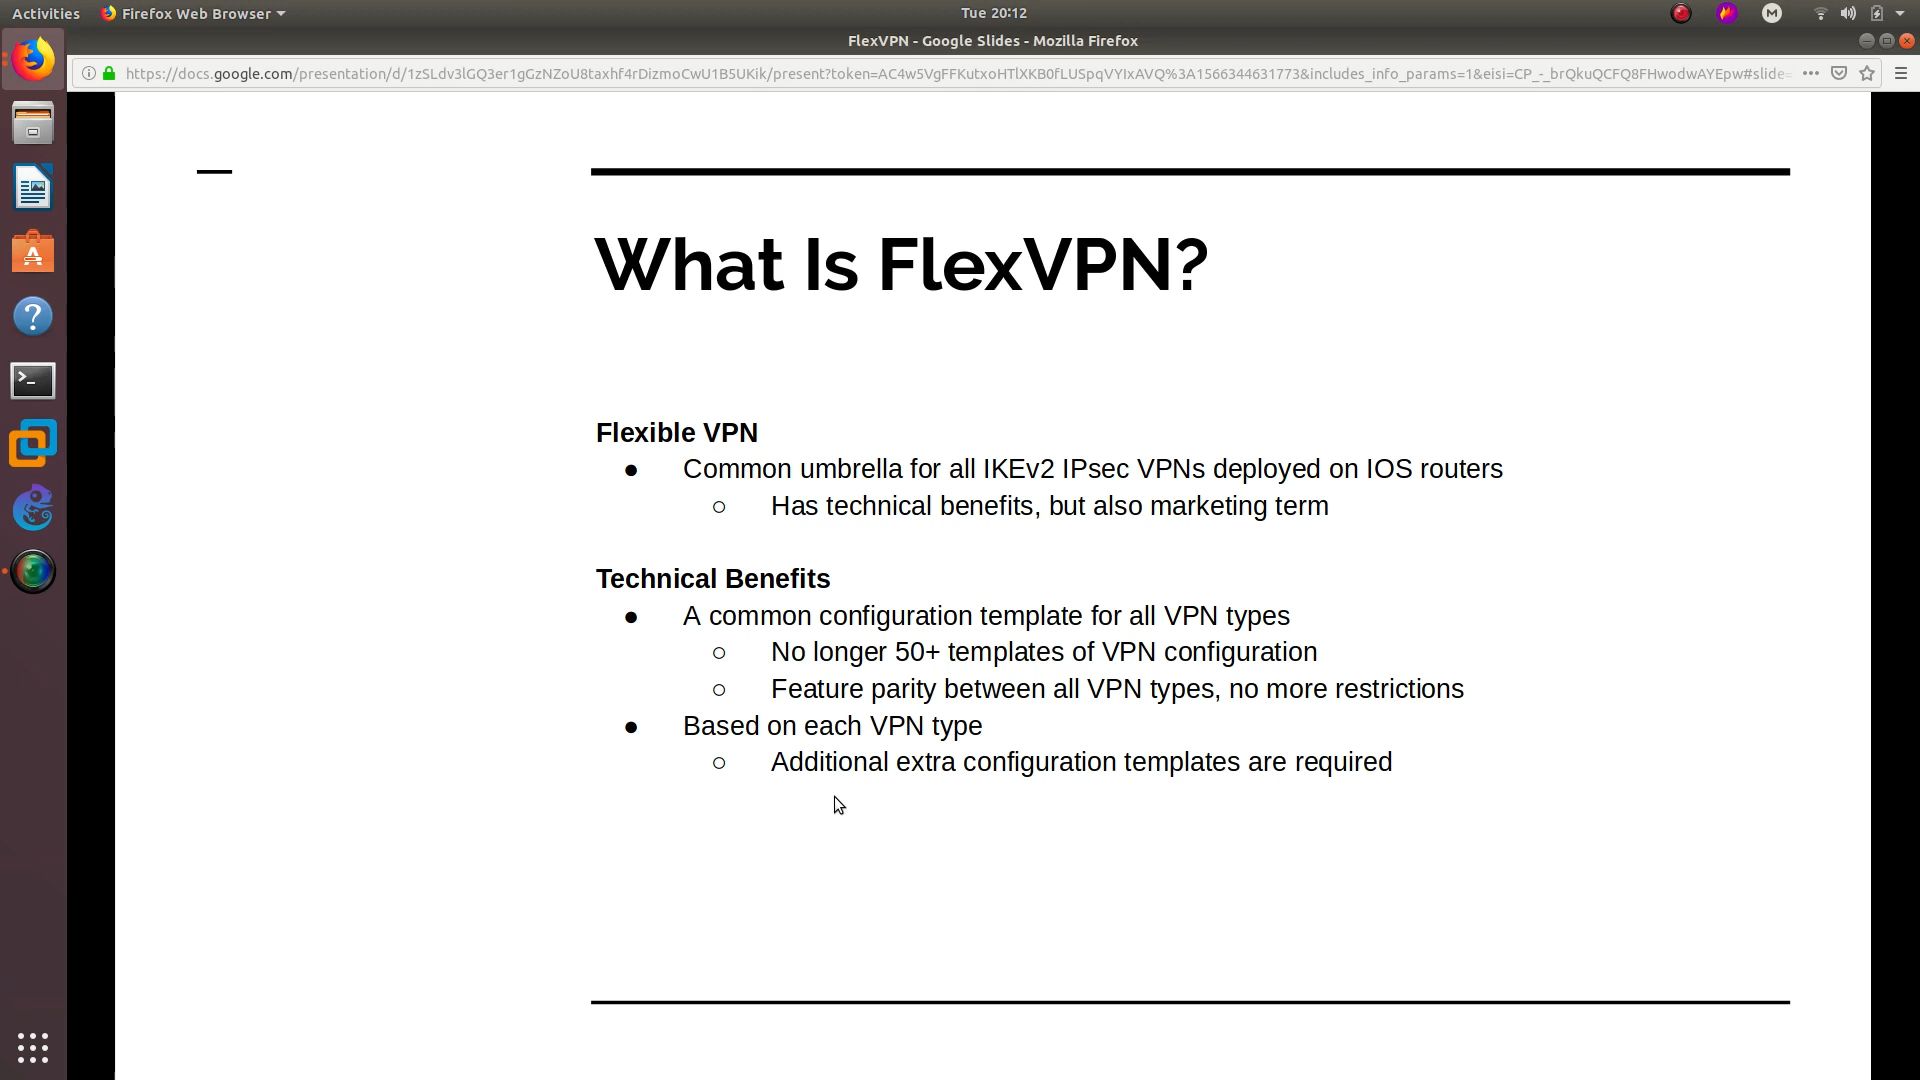 Activities
Firefox Web Browser
Tue 20:12
FlexVPN - Google Slides - Mozilla Firefox
https://docs.google.com/presentation/d/1zSLdv3lGQ3er1gGzNZoU8taxhf4rDizmoCwU1B5UKik/present?token=AC4w5VgFFKutxoHTlXKB0fLUSpqVYIxAVQ%3A1566344631773&includes_info_params=1&eisi=CP_-_brQkuQCFQ8FHwodwAYEpw#slide=
What Is FlexVPN?
Flexible VPN
● Common umbrella for all IKEv2 IPsec VPNs deployed on IOS routers
○ Has technical benefits, but also marketing term
Technical Benefits
● A common configuration template for all VPN types
○ No longer 50+ templates of VPN configuration
○ Feature parity between all VPN types, no more restrictions
● Based on each VPN type
○ Additional extra configuration templates are required